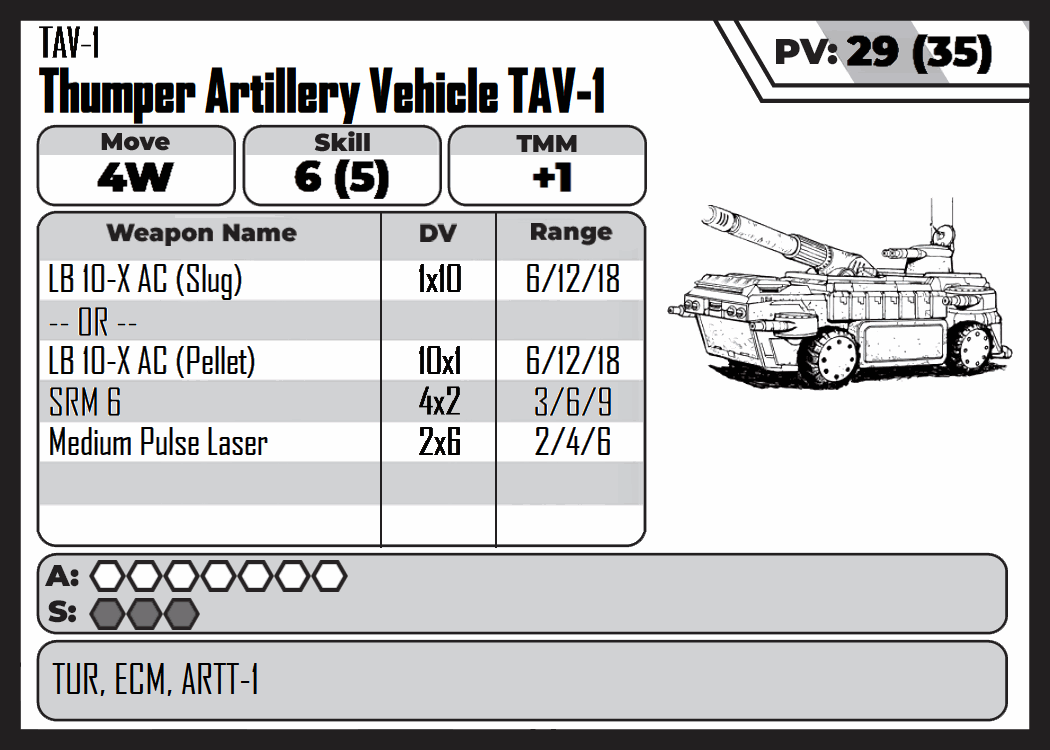 TAV-1
Thumper Artillery Vehicle TAV-1
PV: 29 (35)
Move Skill TMM
4W 6 (5) +1
Weapon Name DV Range
LB 10-X AC (Slug) 1x10 6/12/18
-- OR --
LB 10-X AC (Pellet) 10x1 6/12/18
SRM 6 4x2 3/6/9
Medium Pulse Laser 2x6 2/4/6
A:
S:
TUR, ECM, ARTT-1